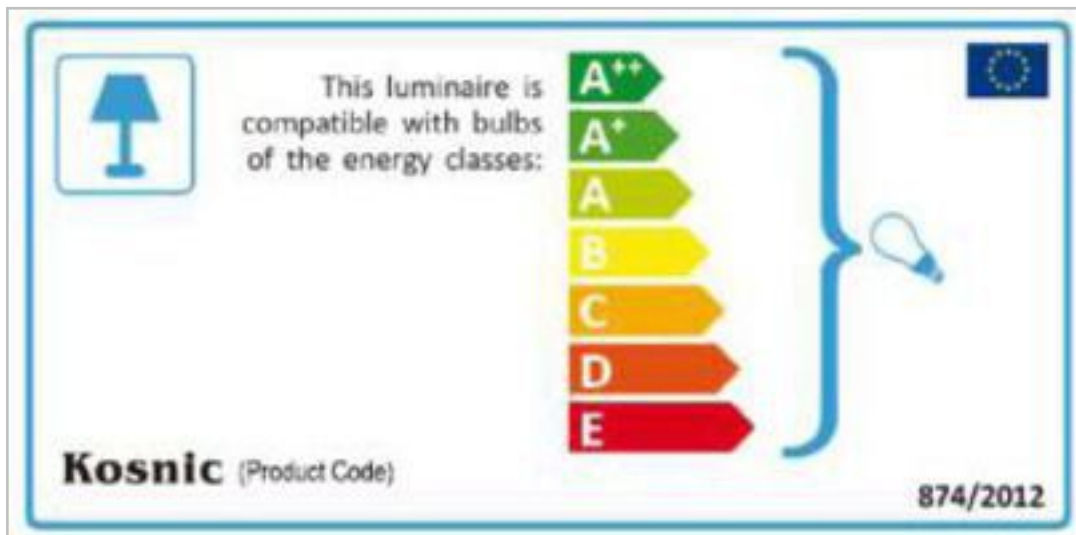 This luminaire is
compatible with bulbs
of the energy classes:
A++
A+
A
B
C
D
E
Kosnic (Product Code)
874/2012